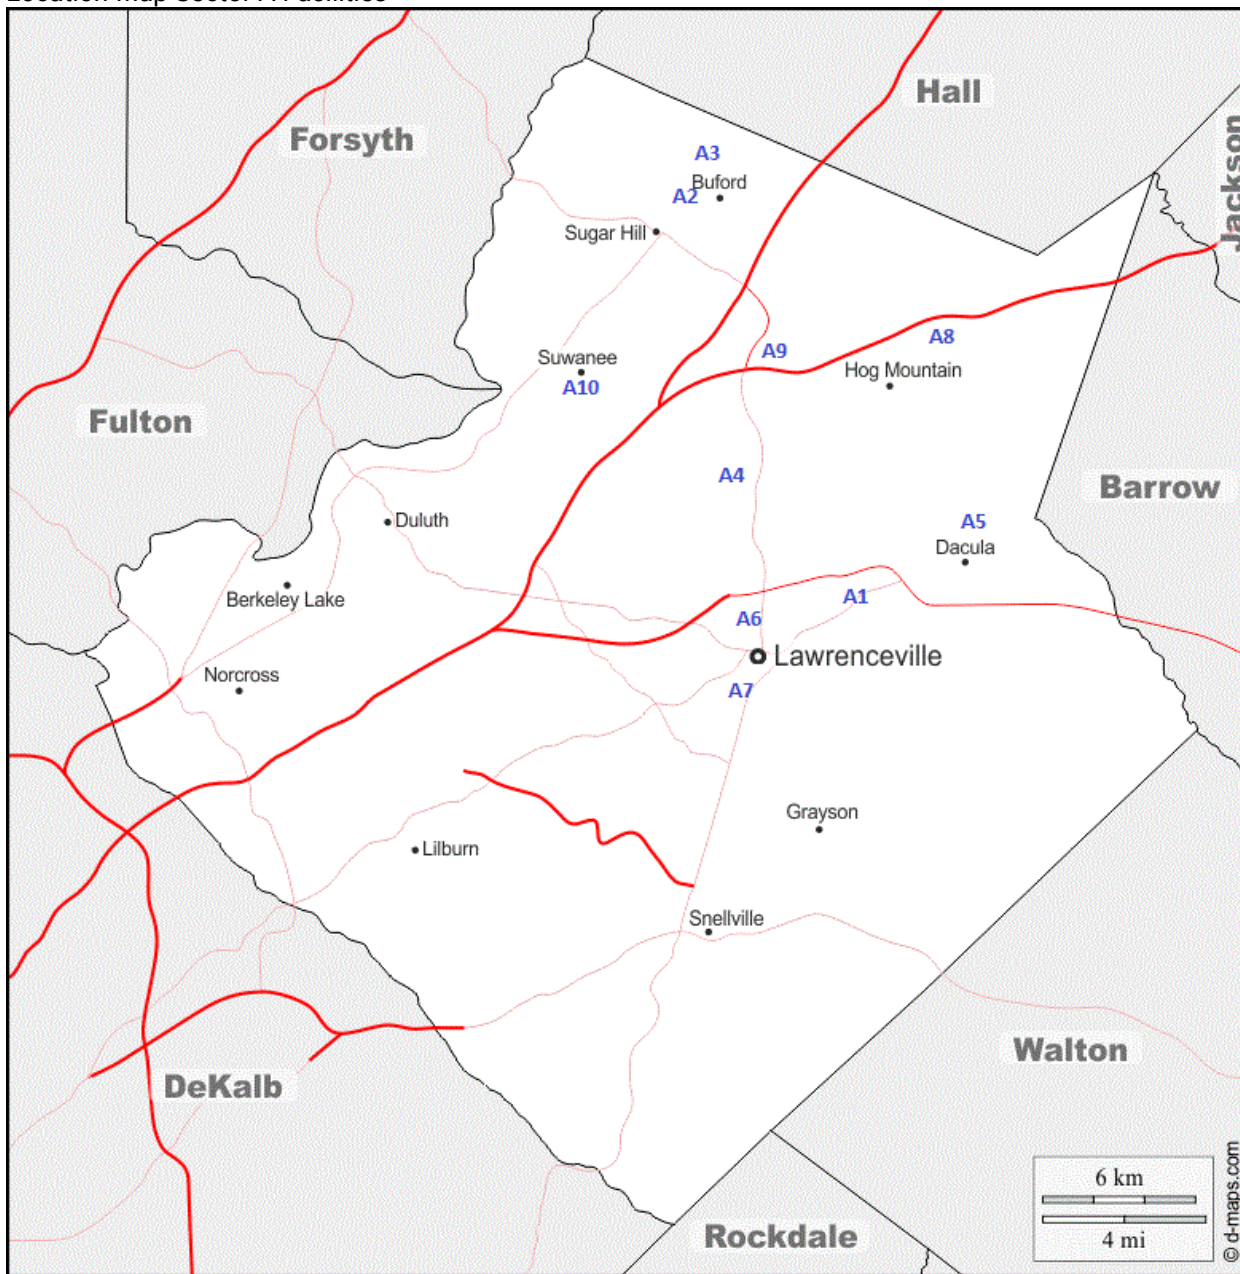 Hall
Forsyth
Jackson
A3
Buford
A2
Sugar Hill
A8
A9
Suwanee
Hog Mountain
A10
Fulton
A4
Barrow
Duluth
A5
Dacula
Berkeley Lake
A1
A6
Lawrenceville
Norcross
A7
Grayson
Lilburn
Snellville
Walton
DeKalb
6 km
4 mi
Rockdale
© d-maps.com